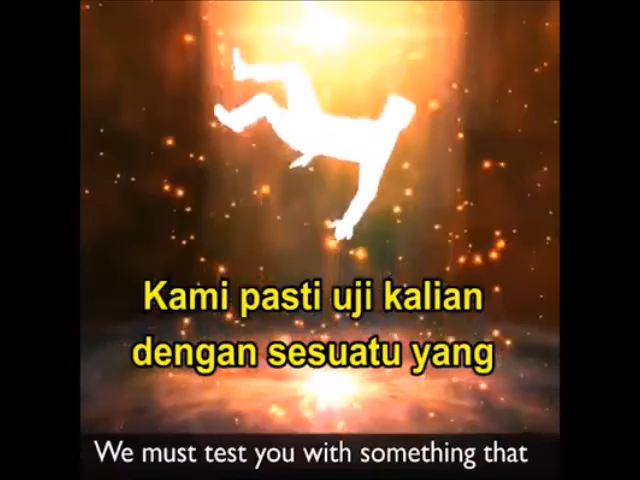 Kami pasti uji kalian
dengan sesuatu yang
We must test you with something that